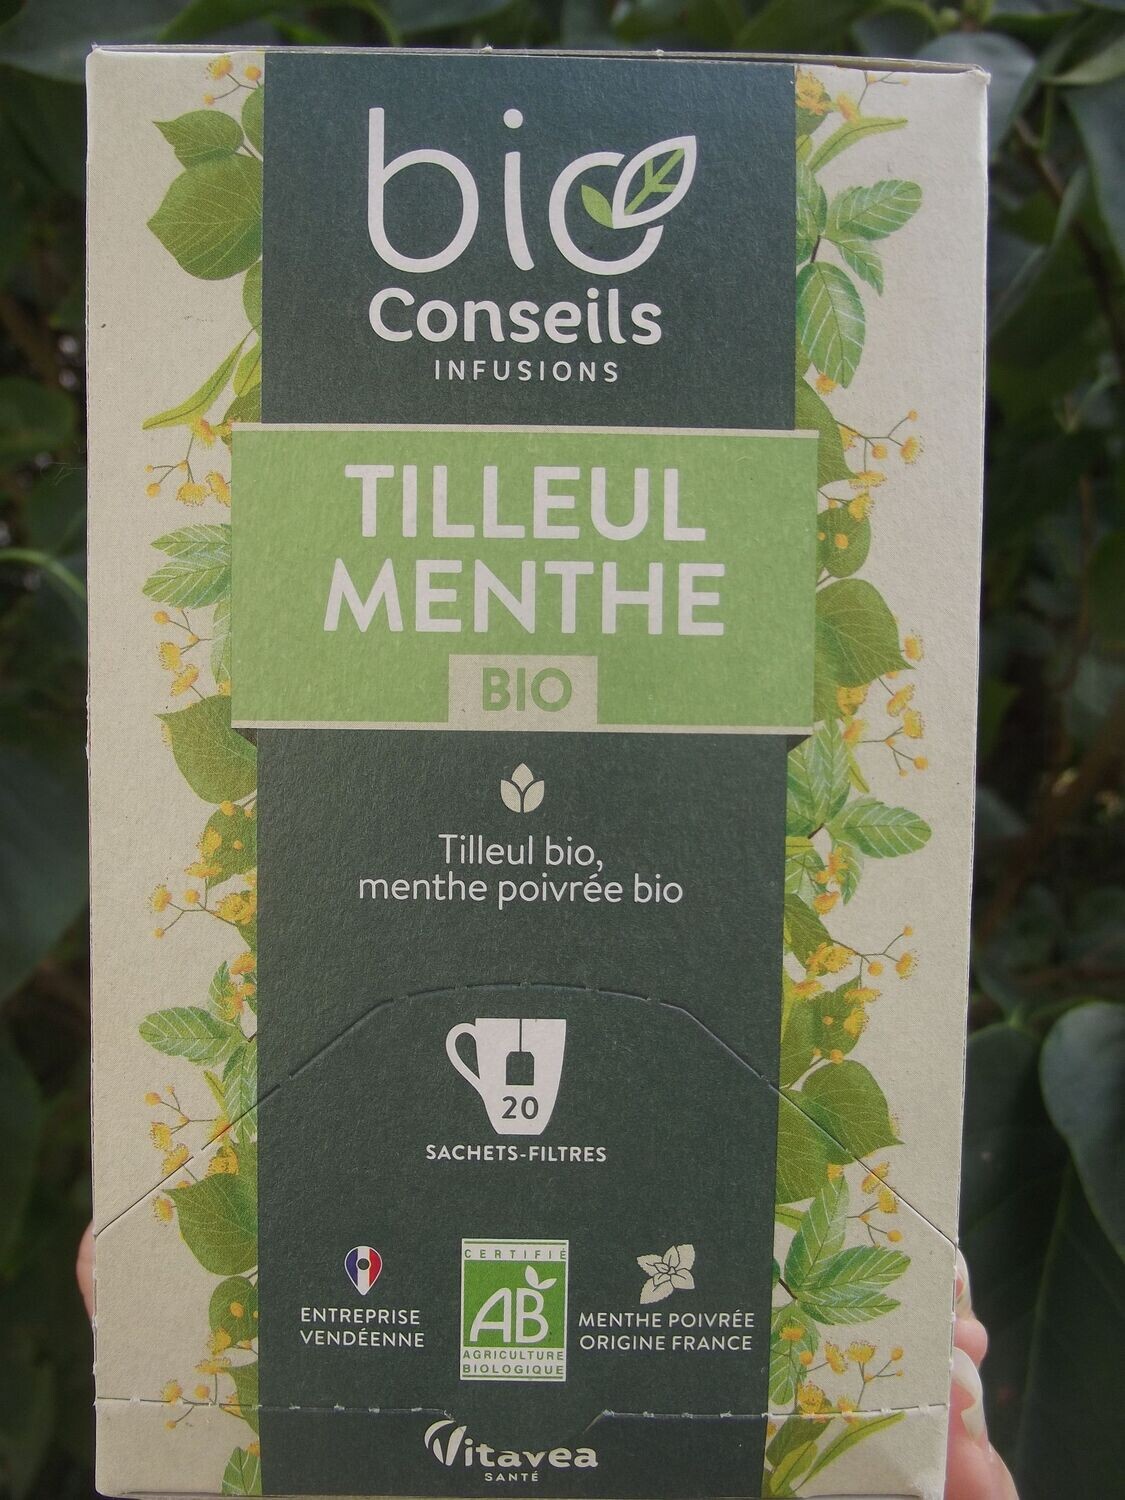 bio
Conseils
INFUSIONS
TILLEUL
MENTHE
BIO
Tilleul bio,
menthe poivrée bio
20
SACHETS-FILTRES
ENTREPRISE
VENDÉENNE
CERTIFIÉ
AB
AGRICULTURE
BIOLOGIQUE
MENTHE POIVRÉE
ORIGINE FRANCE
Vitavea
SANTÉ